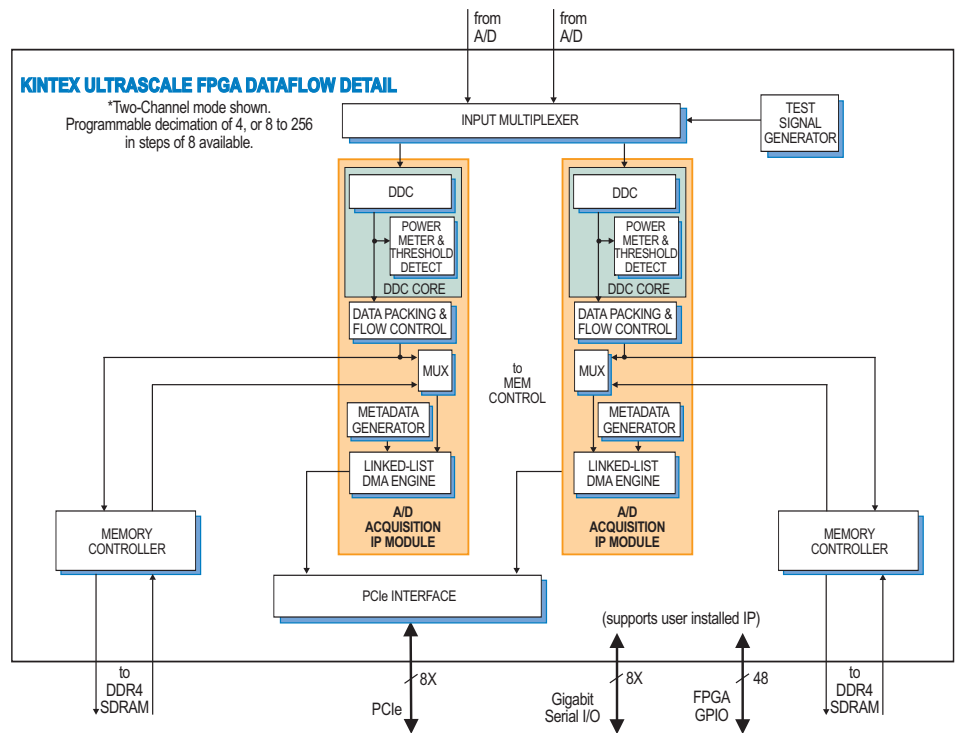 from
A/D
from
A/D
KINTEX ULTRASCALE FPGA DATAFLOW DETAIL
*Two-Channel mode shown.
Programmable decimation of 4, or 8 to 256
in steps of 8 available.
INPUT MULTIPLEXER
TEST
SIGNAL
GENERATOR
DDC
POWER
METER &
THRESHOLD
DETECT
DDC CORE
DATA PACKING &
FLOW CONTROL
MUX
METADATA
GENERATOR
LINKED-LIST
DMA ENGINE
A/D
ACQUISITION
IP MODULE
to
MEM
CONTROL
DDC
POWER
METER &
THRESHOLD
DETECT
DDC CORE
DATA PACKING &
FLOW CONTROL
MUX
METADATA
GENERATOR
LINKED-LIST
DMA ENGINE
A/D
ACQUISITION
IP MODULE
MEMORY
CONTROLLER
MEMORY
CONTROLLER
PCIe INTERFACE
(supports user installed IP)
to
DDR4
SDRAM
8X
PCIe
8X
Gigabit
Serial I/O
48
FPGA
GPIO
to
DDR4
SDRAM